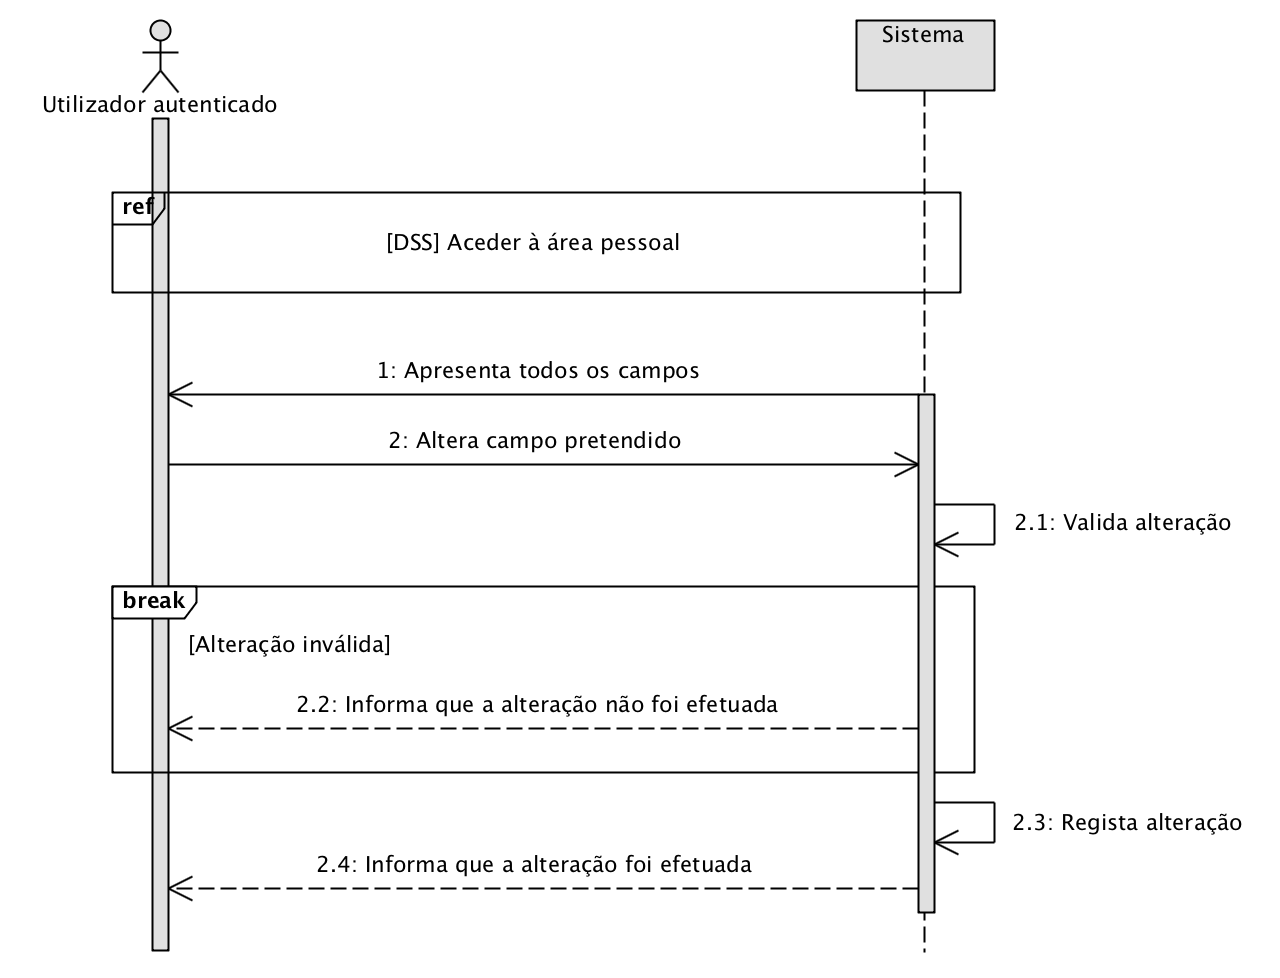 Sistema
Utilizador autenticado
ref
[DSS] Aceder à área pessoal
1: Apresenta todos os campos
2: Altera campo pretendido
2.1: Valida alteração
break
[Alteração inválida]
2.2: Informa que a alteração não foi efetuada
2.3: Regista alteração
2.4: Informa que a alteração foi efetuada